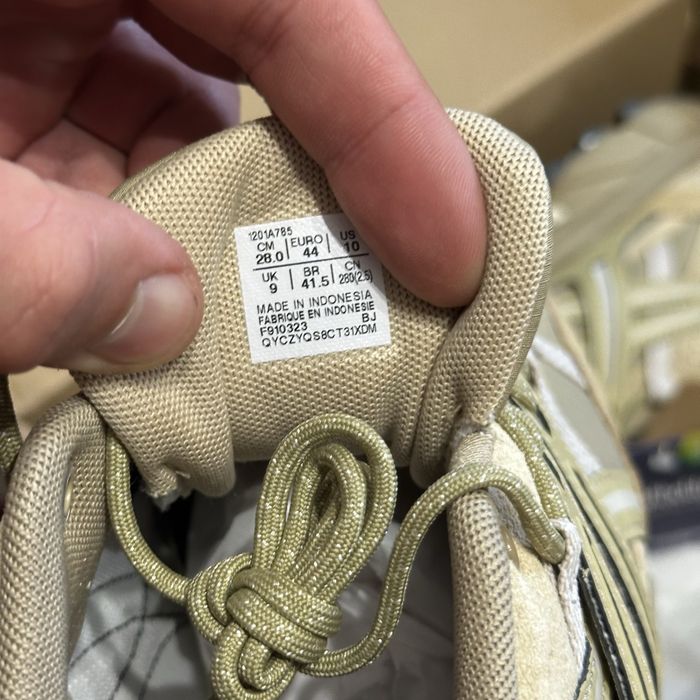 1201A785
CM EURO US
28.0 44 10
UK BR CN
9 41.5 280(2.5)
MADE IN INDONESIA
FABRIQUE EN INDONESIE
F910323 BJ
QYCZYQS8CT31XDM